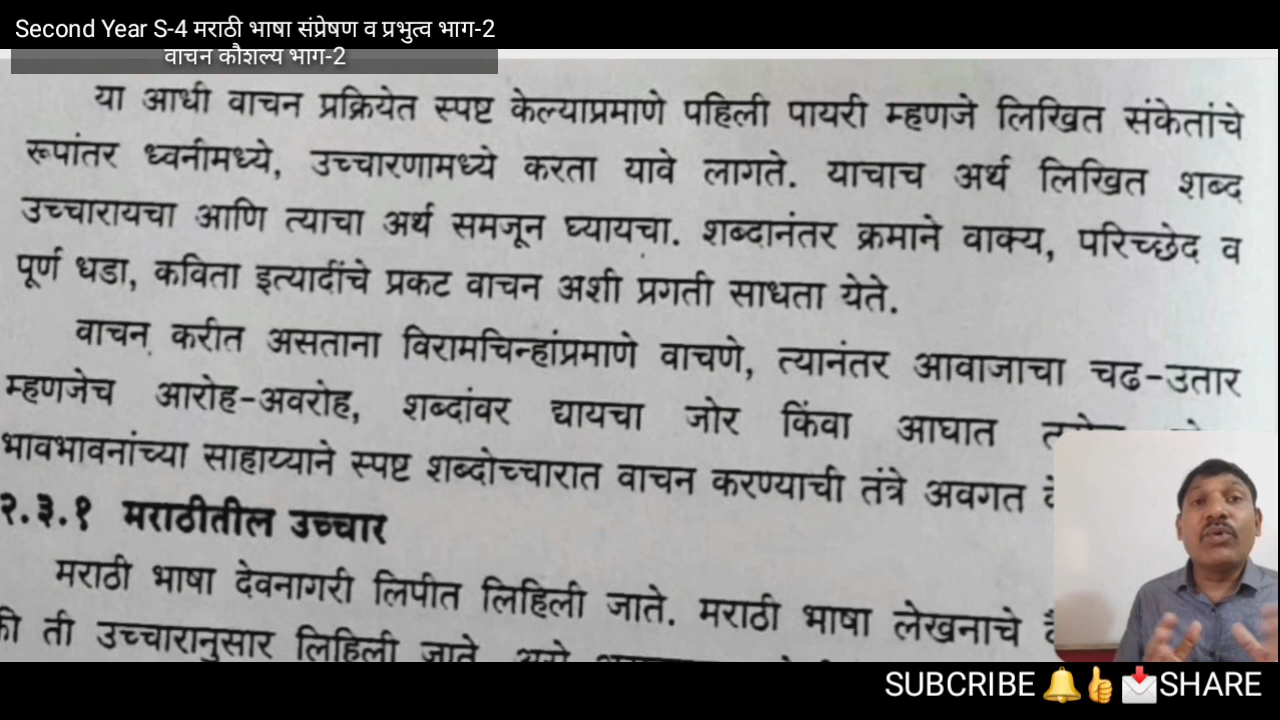 Second Year S-4 मराठी भाषा संप्रेषण व प्रभुत्व भाग-2
वाचन कौशल्य भाग-2
या आधी वाचन प्रक्रियेत स्पष्ट केल्याप्रमाणे पहिली पायरी म्हणजे लिखित संकेतांचे
रूपांतर ध्वनीमध्ये, उच्चारणामध्ये करता यावे लागते. याचाच अर्थ लिखित शब्द
उच्चारायचा आणि त्याचा अर्थ समजून घ्यायचा. शब्दानंतर क्रमाने वाक्य, परिच्छेद व
पूर्ण धडा, कविता इत्यादींचे प्रकट वाचन अशी प्रगती साधता येते.
वाचन करीत असताना विरामचिन्हांप्रमाणे वाचणे, त्यानंतर आवाजाचा चढ-उतार
म्हणजेच आरोह-अवरोह, शब्दांवर द्यायचा जोर किंवा आघात
भावभावनांच्या साहाय्याने स्पष्ट शब्दोच्चारात वाचन करण्याची तंत्रे अवगत
२.३.१ मराठीतील उच्चार
मराठी भाषा देवनागरी लिपीत लिहिली जाते. मराठी भाषा लेखनाचे
ती उच्चारानुसार लिहिली जाते
SUBCRIBE 🔔👍 📩SHARE